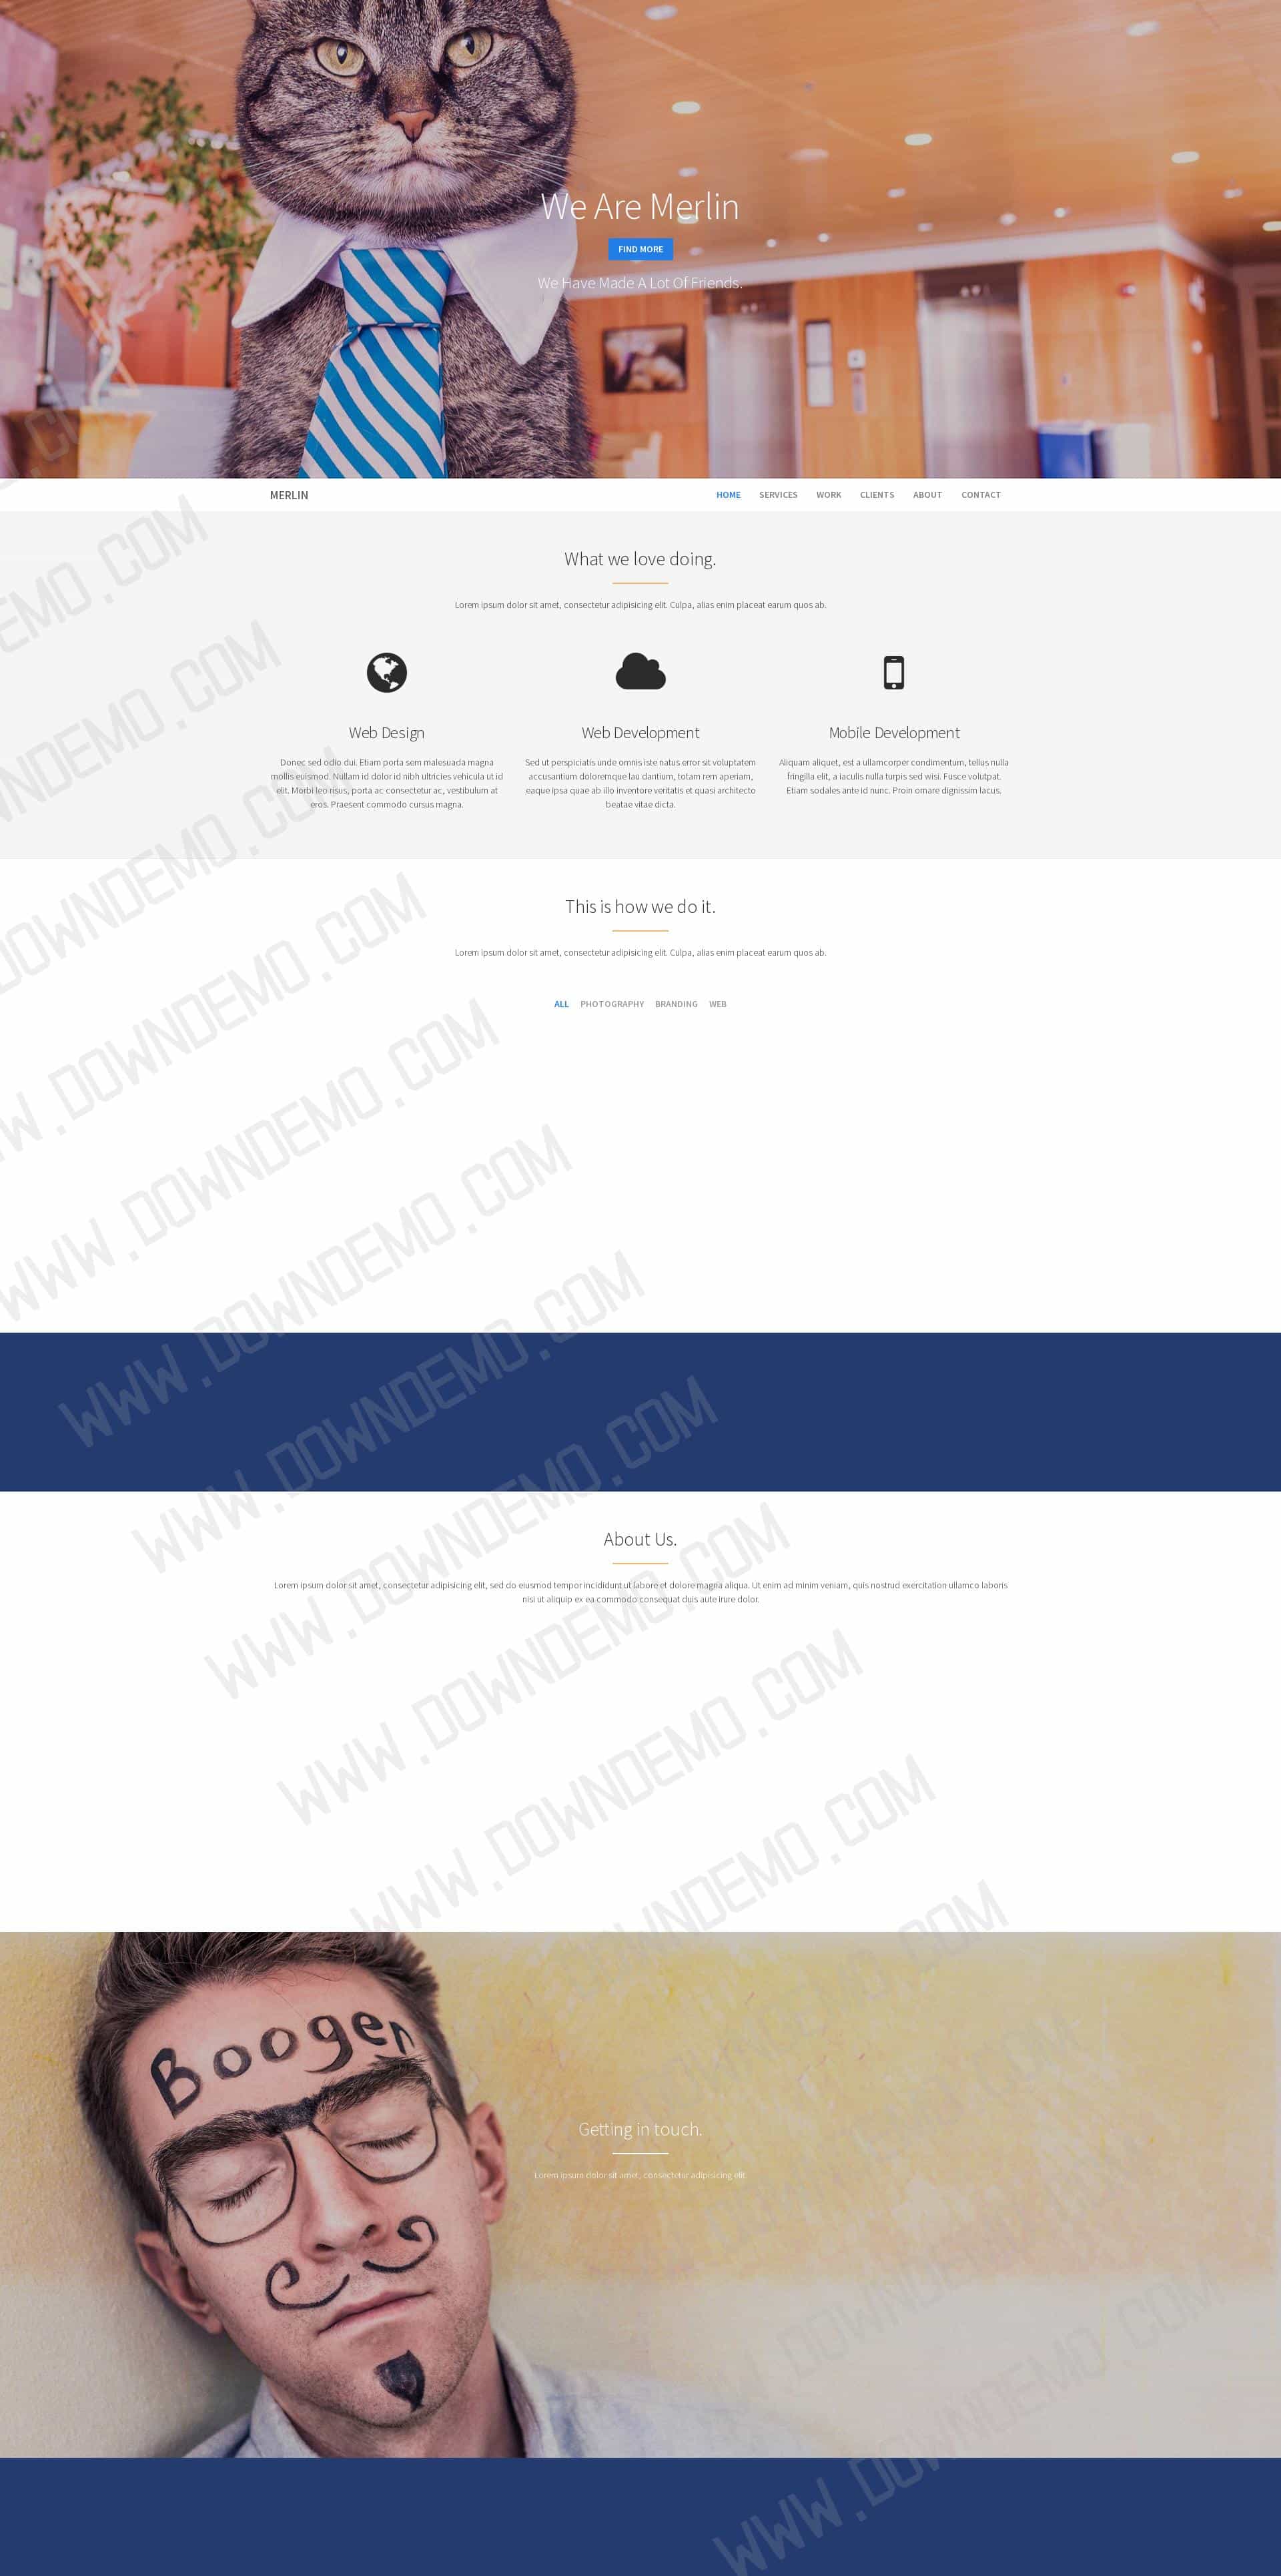 We Are Merlin
FIND MORE
We Have Made A Lot Of Friends.
MERLIN
HOME SERVICES WORK CLIENTS ABOUT CONTACT
What we love doing.
Lorem ipsum dolor sit amet, consectetur adipisicing elit. Culpa, alias enim placeat earum quos ab.
Web Design
Donec sed odio dui. Etiam porta sem malesuada magna
mollis euismod. Nullam id dolor id nibh ultricies vehicula ut id
elit. Morbi leo risus, porta ac consectetur ac, vestibulum at
eros. Praesent commodo cursus magna.
Web Development
Sed ut perspiciatis unde omnis iste natus error sit voluptatem
accusantium doloremque lau dantium, totam rem aperiam,
eaque ipsa quae ab illo inventore veritatis et quasi architecto
beatae vitae dicta.
Mobile Development
Aliquam aliquet, est a ullamcorper condimentum, tellus nulla
fringilla elit, a iaculis nulla turpis sed wisi. Fusce volutpat.
Etiam sodales ante id nunc. Proin ornare dignissim lacus.
This is how we do it.
Lorem ipsum dolor sit amet, consectetur adipisicing elit. Culpa, alias enim placeat earum quos ab.
ALL PHOTOGRAPHY BRANDING WEB
About Us.
Lorem ipsum dolor sit amet, consectetur adipisicing elit, sed do eiusmod tempor incididunt ut labore et dolore magna aliqua. Ut enim ad minim veniam, quis nostrud exercitation ullamco laboris
nisi ut aliquip ex ea commodo consequat duis aute irure dolor.
Booger
Getting in touch.
Lorem ipsum dolor sit amet, consectetur adipisicing elit.
WWW.DOWNDEMO.COM